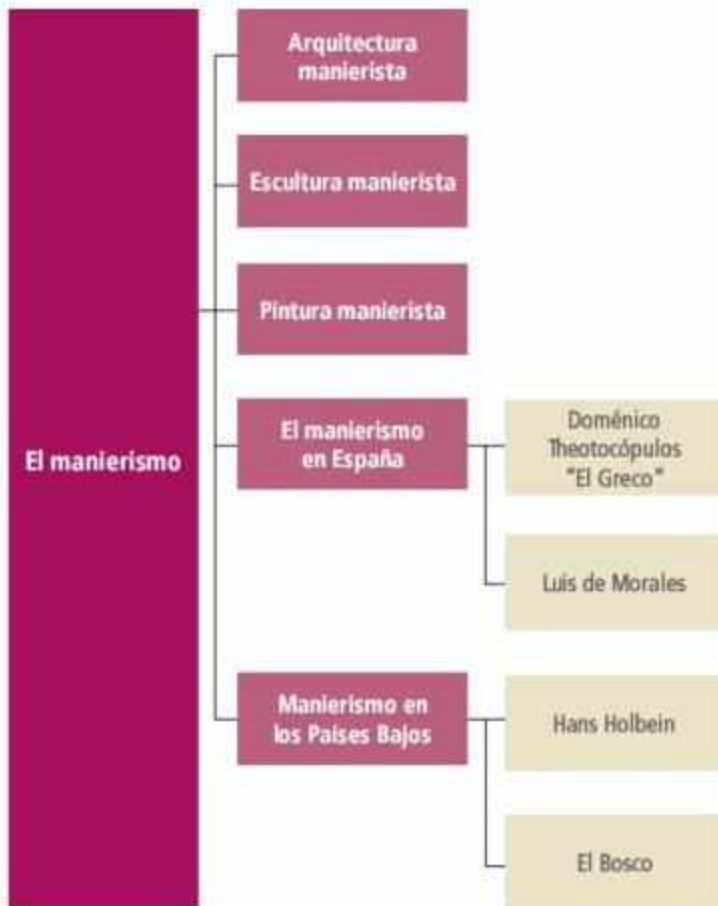 El manierismo
Arquitectura
manierista
Escultura manierista
Pintura manierista
El manierismo
en España
Doménico
Theotocópulos
"El Greco"
Luis de Morales
Manierismo en
los Países Bajos
Hans Holbein
El Bosco